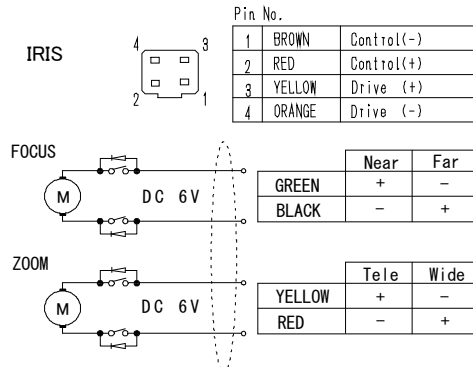 Pin No.
IRIS
4 3
2 1
1 BROWN Control(-)
2 RED Control(+)
3 YELLOW Drive (+)
4 ORANGE Drive (-)
FOCUS
M DC 6V
Near Far
GREEN + −
BLACK − +
ZOOM
M DC 6V
Tele Wide
YELLOW + −
RED − +